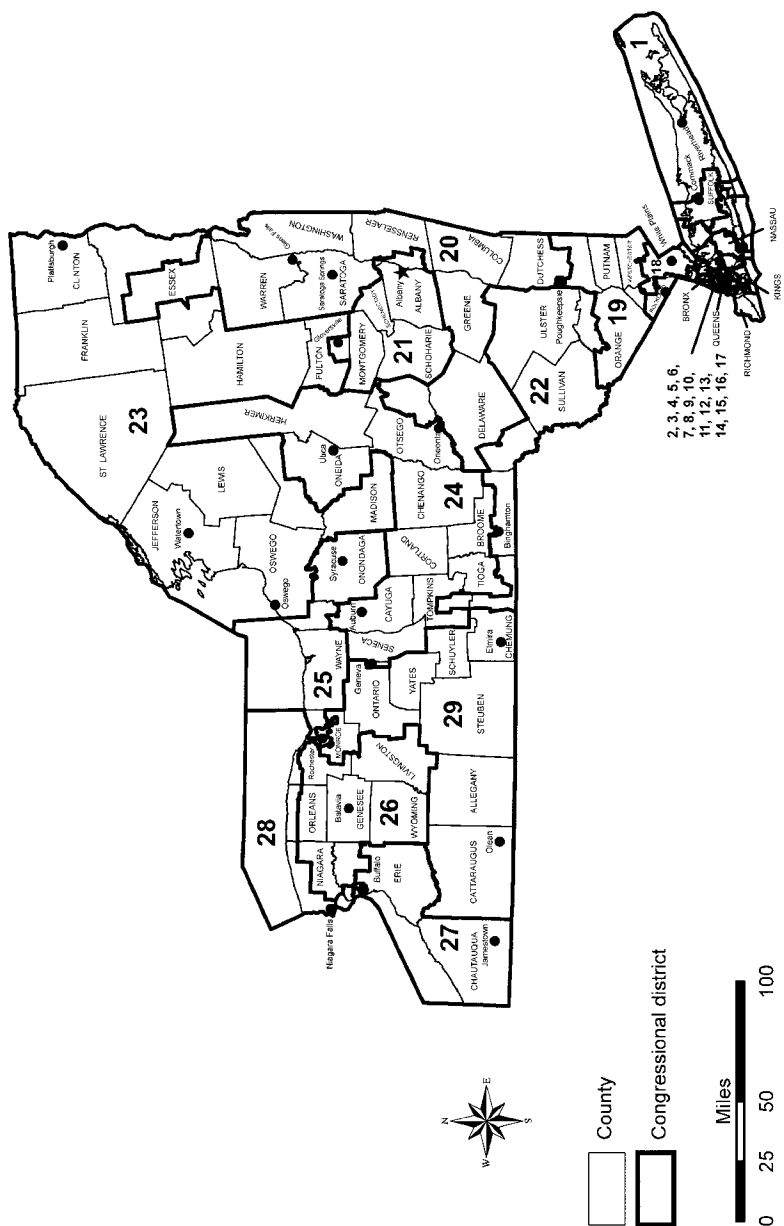 Plattsburgh
CLINTON
FRANKLIN
ST LAWRENCE
23
ESSEX
JEFFERSON
Watertown
LEWIS
HAMILTON
WARREN
WASHINGTON
Glens Falls
HERKIMER
OSWEGO
Oswego
Utica
ONEIDA
FULTON
Gloversville
Saratoga Springs
SARATOGA
MONTGOMERY
SCHENECTADY
28
Niagara Falls
NIAGARA
ORLEANS
Rochester
MONROE
25
WAYNE
Syracuse
ONONDAGA
MADISON
Auburn
CAYUGA
SENECA
Geneva
ONTARIO
Batavia
GENESEE
Buffalo
ERIE
26
WYOMING
LIVINGSTON
YATES
OTSEGO
21
SCHOHARIE
Albany
ALBANY
RENSSELAER
20
COLUMBIA
GREENE
CHENANGO
CORTLAND
TOMPKINS
SCHUYLER
Oneonta
DELAWARE
24
BROOME
Binghamton
TIOGA
Elmira
CHEMUNG
29
STEUBEN
ALLEGANY
CATTARAUGUS
Olean
27
CHAUTAUQUA
Jamestown
ULSTER
Poughkeepsie
DUTCHESS
22
SULLIVAN
19
ORANGE
PUTNAM
WESTCHESTER
ROCKLAND
18
White Plains
2, 3, 4, 5, 6,
7, 8, 9, 10,
11, 12, 13,
14, 15, 16, 17
BRONX
QUEENS
RICHMOND
KINGS
NASSAU
SUFFOLK
Commack
Riverhead
1
N
W
E
S
County
Congressional district
Miles
0 25 50 100